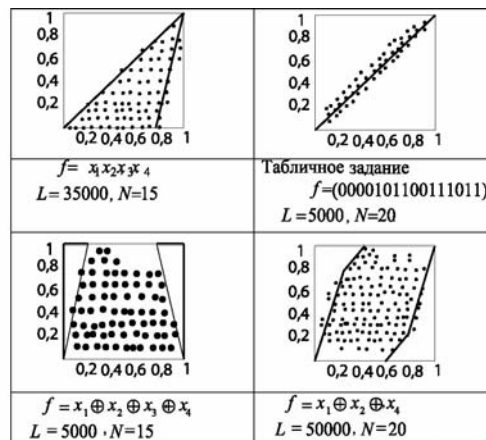 1
0,8
0,6
0,4
0,2
0,2 0,4 0,6 0,8 1
f= x₁x₂x₃x₄
L = 35000, N=15
1
0,8
0,6
0,4
0,2
0,2 0,4 0,6 0,8 1
Табличное задание
f=(0000101100111011)
L = 5000, N=20
1
0,8
0,6
0,4
0,2
0,2 0,4 0,6 0,8 1
f = x₁ ⊕ x₂ ⊕ x₃ ⊕ x₄
L = 5000 , N=15
1
0,8
0,6
0,4
0,2
0,2 0,4 0,6 0,8 1
f = x₁ ⊕ x₂ ⊕ x₄
L = 50000, N=20